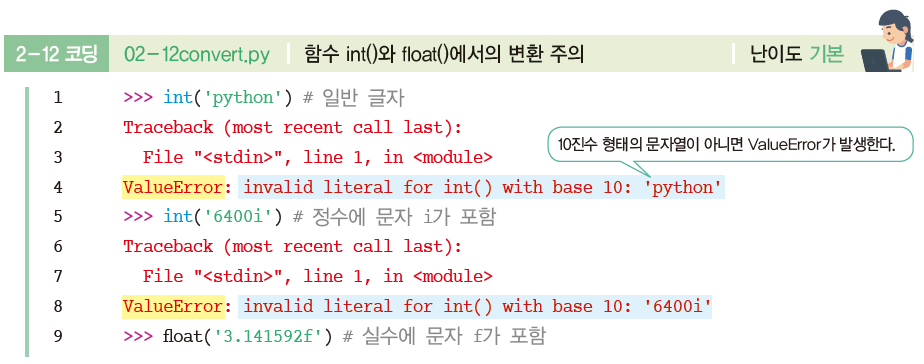 2-12 코딩 02-12convert.py 함수 int()와 float()에서의 변환 주의 난이도 기본
1 >>> int('python') # 일반 글자
2 Traceback (most recent call last):
3 File "<stdin>", line 1, in <module>
10진수 형태의 문자열이 아니면 ValueError가 발생한다.
4 ValueError: invalid literal for int() with base 10: 'python'
5 >>> int('6400i') # 정수에 문자 i가 포함
6 Traceback (most recent call last):
7 File "<stdin>", line 1, in <module>
8 ValueError: invalid literal for int() with base 10: '6400i'
9 >>> float('3.141592f') # 실수에 문자 f가 포함